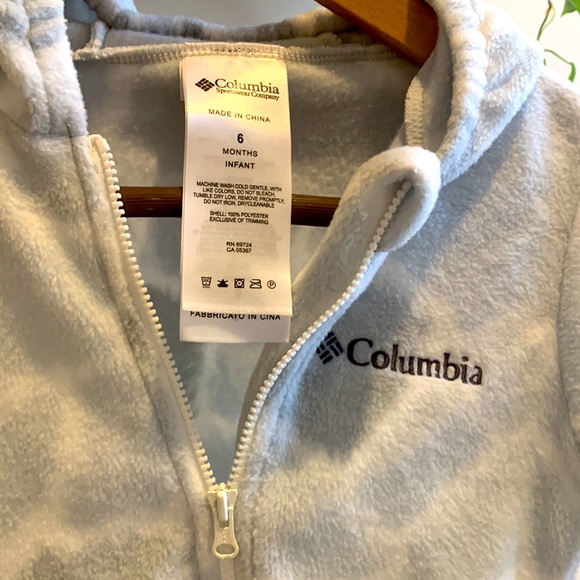 Columbia
Sportswear Company
MADE IN CHINA
6
MONTHS
INFANT
MACHINE WASH COLD GENTLE, WITH
LIKE COLORS, DO NOT BLEACH,
TUMBLE DRY LOW, REMOVE PROMPTLY,
DO NOT IRON, DRYCLEANABLE
SHELL: 100% POLYESTER
EXCLUSIVE OF TRIMMING
RN 69724
CA 05367
FABBRICATO IN CINA
Columbia